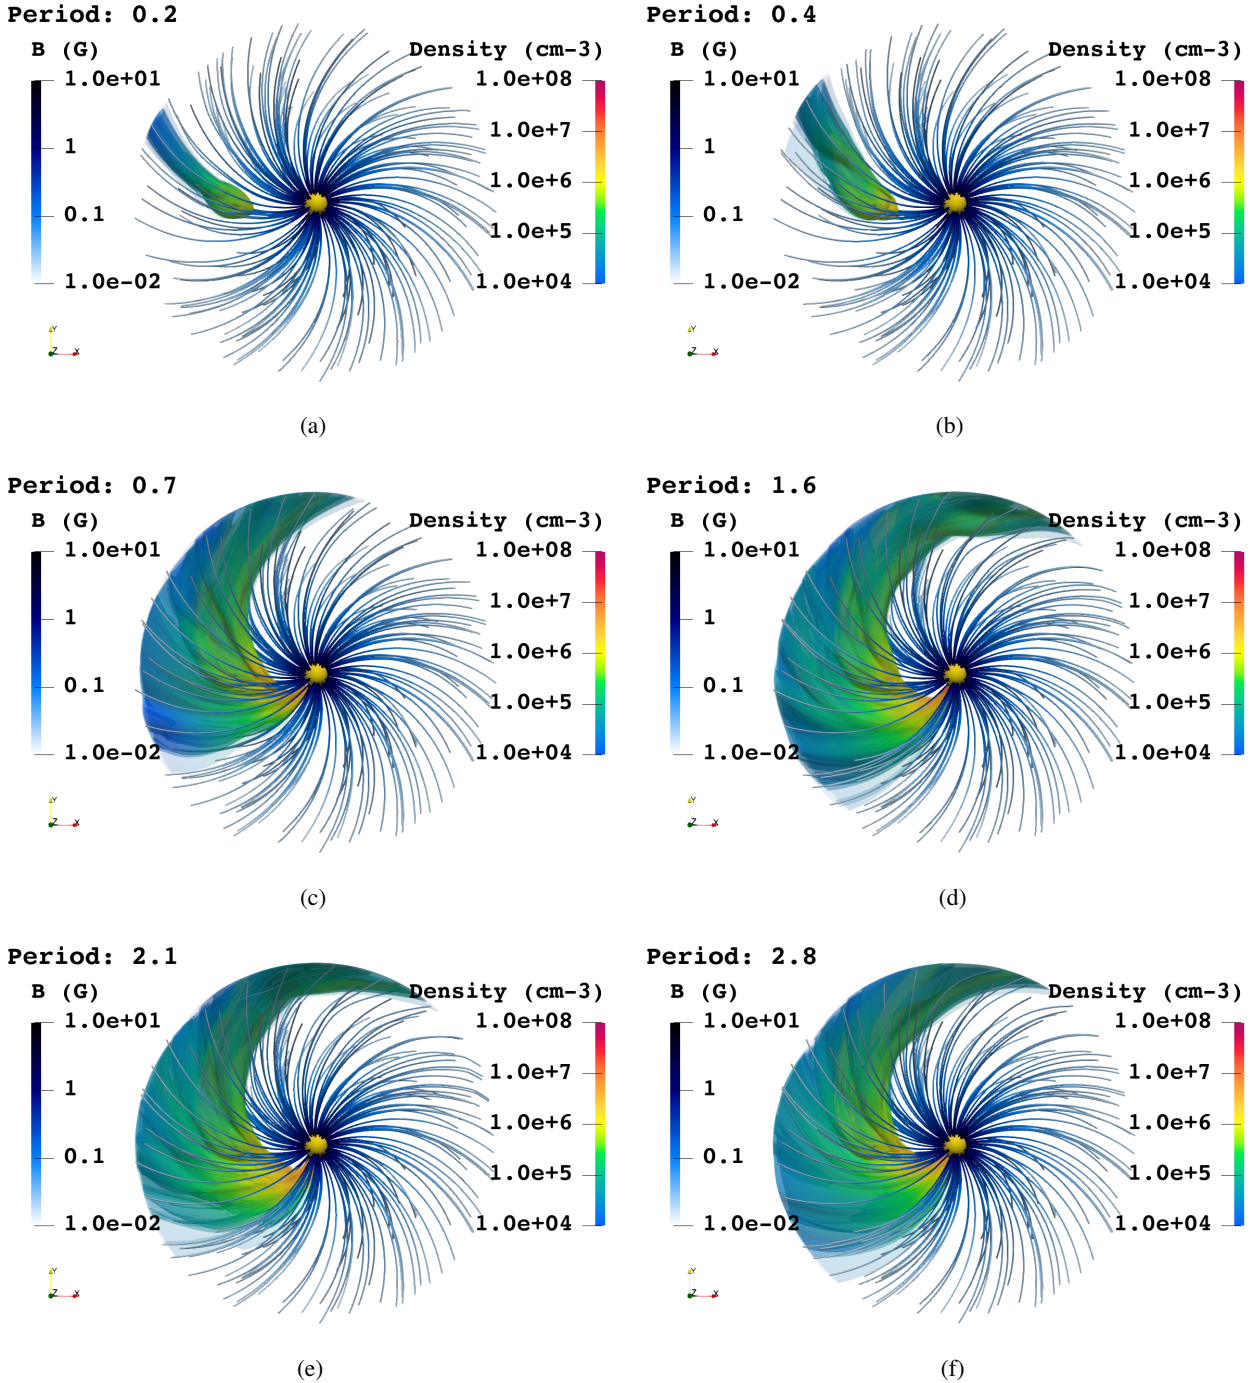 Period: 0.2
B (G)
Density (cm-3)
1.0e+01
1
0.1
1.0e-02
1.0e+08
1.0e+7
1.0e+6
1.0e+5
1.0e+04
Y
Z
X
(a)
Period: 0.4
B (G)
Density (cm-3)
1.0e+01
1
0.1
1.0e-02
1.0e+08
1.0e+7
1.0e+6
1.0e+5
1.0e+04
Y
Z
X
(b)
Period: 0.7
B (G)
Density (cm-3)
1.0e+01
1
0.1
1.0e-02
1.0e+08
1.0e+7
1.0e+6
1.0e+5
1.0e+04
Y
Z
X
(c)
Period: 1.6
B (G)
Density (cm-3)
1.0e+01
1
0.1
1.0e-02
1.0e+08
1.0e+7
1.0e+6
1.0e+5
1.0e+04
Y
Z
X
(d)
Period: 2.1
B (G)
Density (cm-3)
1.0e+01
1
0.1
1.0e-02
1.0e+08
1.0e+7
1.0e+6
1.0e+5
1.0e+04
Y
Z
X
(e)
Period: 2.8
B (G)
Density (cm-3)
1.0e+01
1
0.1
1.0e-02
1.0e+08
1.0e+7
1.0e+6
1.0e+5
1.0e+04
Y
Z
X
(f)